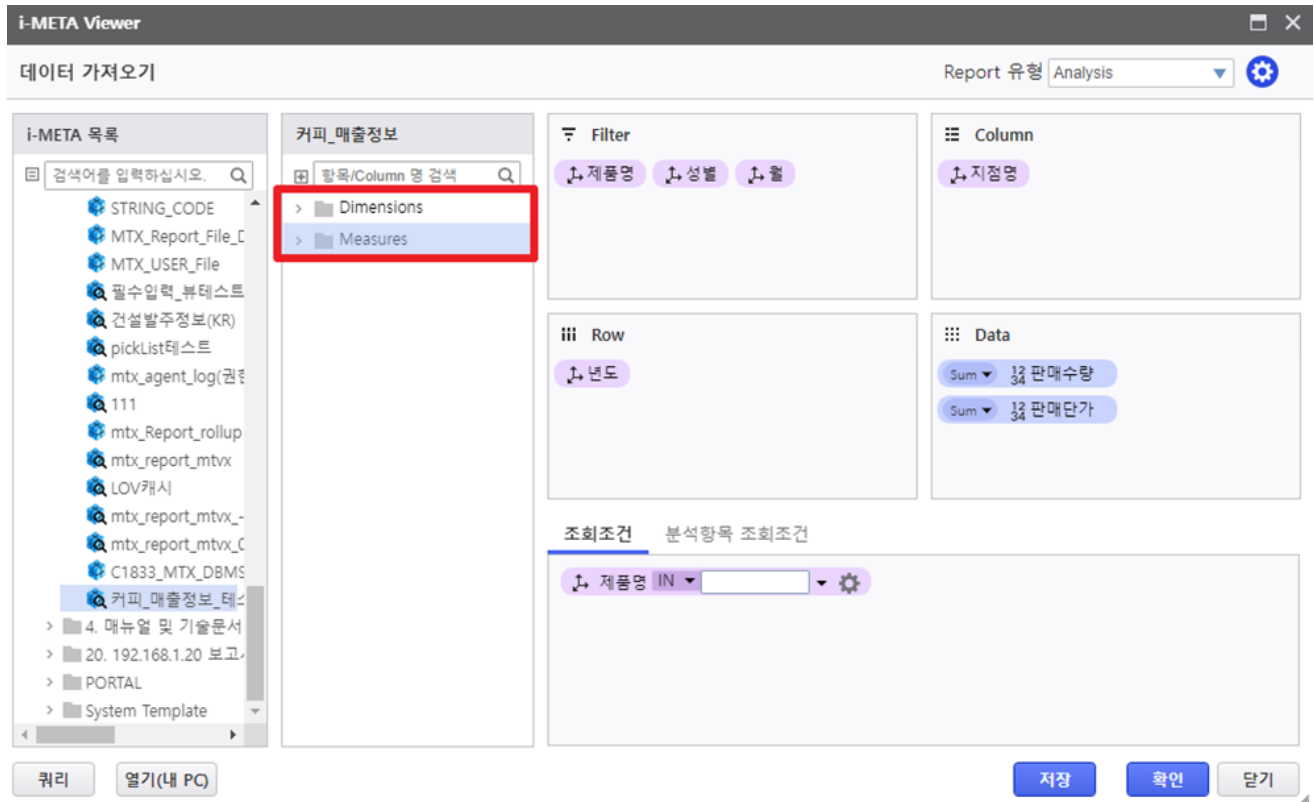 i-META Viewer
데이터 가져오기
Report 유형 Analysis
i-META 목록
검색어를 입력하십시오.
STRING_CODE
MTX_Report_File_
MTX_USER_File
필수입력_뷰테스트
건설발주정보(KR)
pickList테스트
mtx_agent_log(권한
111
mtx_Report_rollup
mtx_report_mtvx
LOV캐시
mtx_report_mtvx_-
mtx_report_mtvx_
C1833_MTX_DBMS
커피_매출정보_테스
4. 매뉴얼 및 기술문서
20. 192.168.1.20 보고
PORTAL
System Template
커피_매출정보
항목/Column 명 검색
Dimensions
Measures
Filter
제품명 성별 월
Column
지점명
Row
년도
Data
Sum 판매수량
Sum 판매단가
조회조건 분석항목 조회조건
제품명 IN
쿼리 열기(내 PC) 저장 확인 닫기